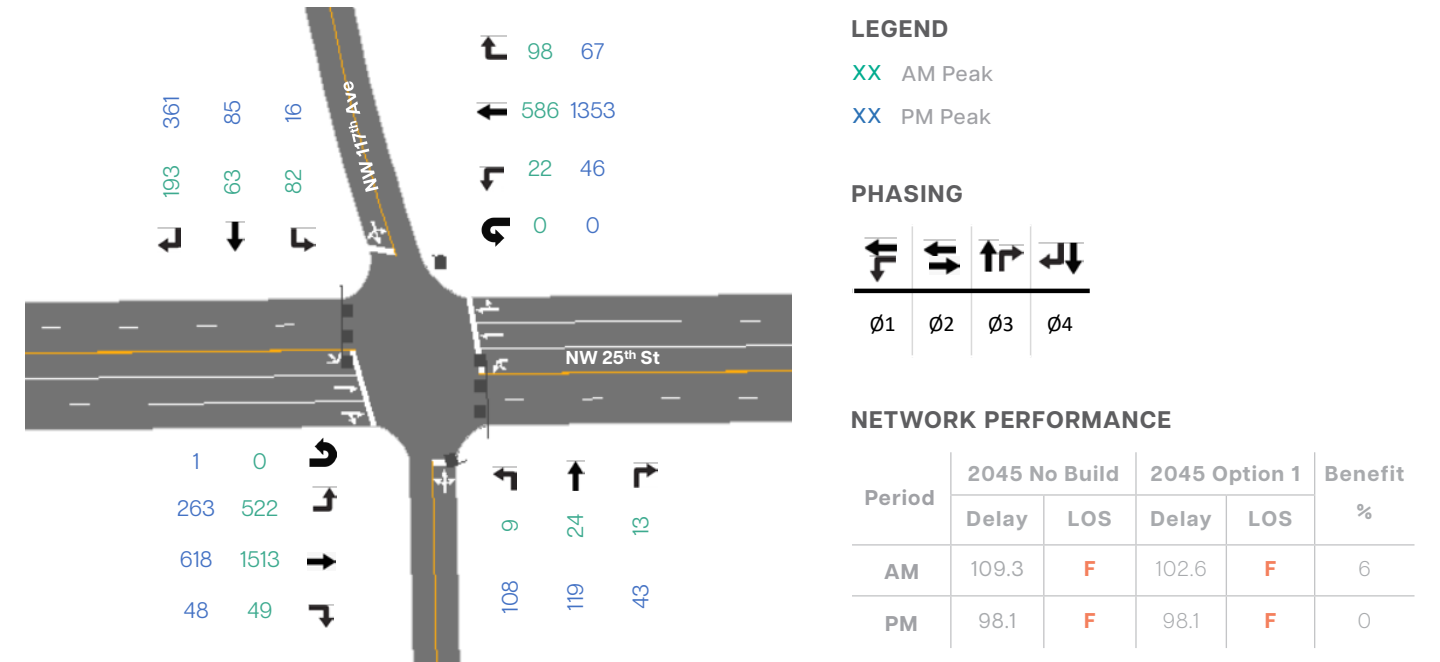 361 85 16
193 63 82
98 67
586 1353
22 46
0 0
NW 117th Ave
NW 25th St
1 0
263 522
618 1513
48 49
9 24 13
108 119 43
LEGEND
XX AM Peak
XX PM Peak
PHASING
Ø1 Ø2 Ø3 Ø4
NETWORK PERFORMANCE
Period 2045 No Build 2045 Option 1 Benefit %
Delay LOS Delay LOS
AM 109.3 F 102.6 F 6
PM 98.1 F 98.1 F 0